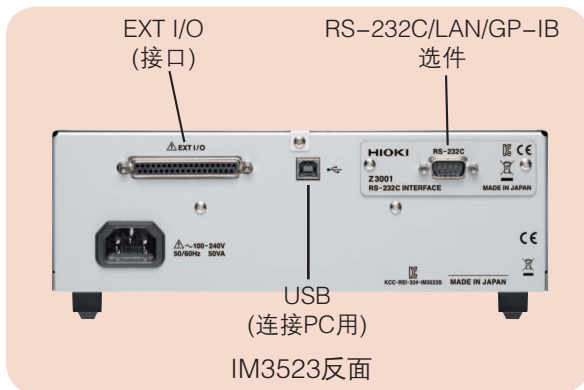 EXT I/O
(接口)
RS-232C/LAN/GP-IB
选件
⚠EXT I/O
HIOKI
RS-232C
Z3001
RS-232C INTERFACE
MADE IN JAPAN
⚠~100-240V
50/60Hz 50VA
KCC-REI-324-IM3523S
MADE IN JAPAN
USB
(连接PC用)
IM3523反面